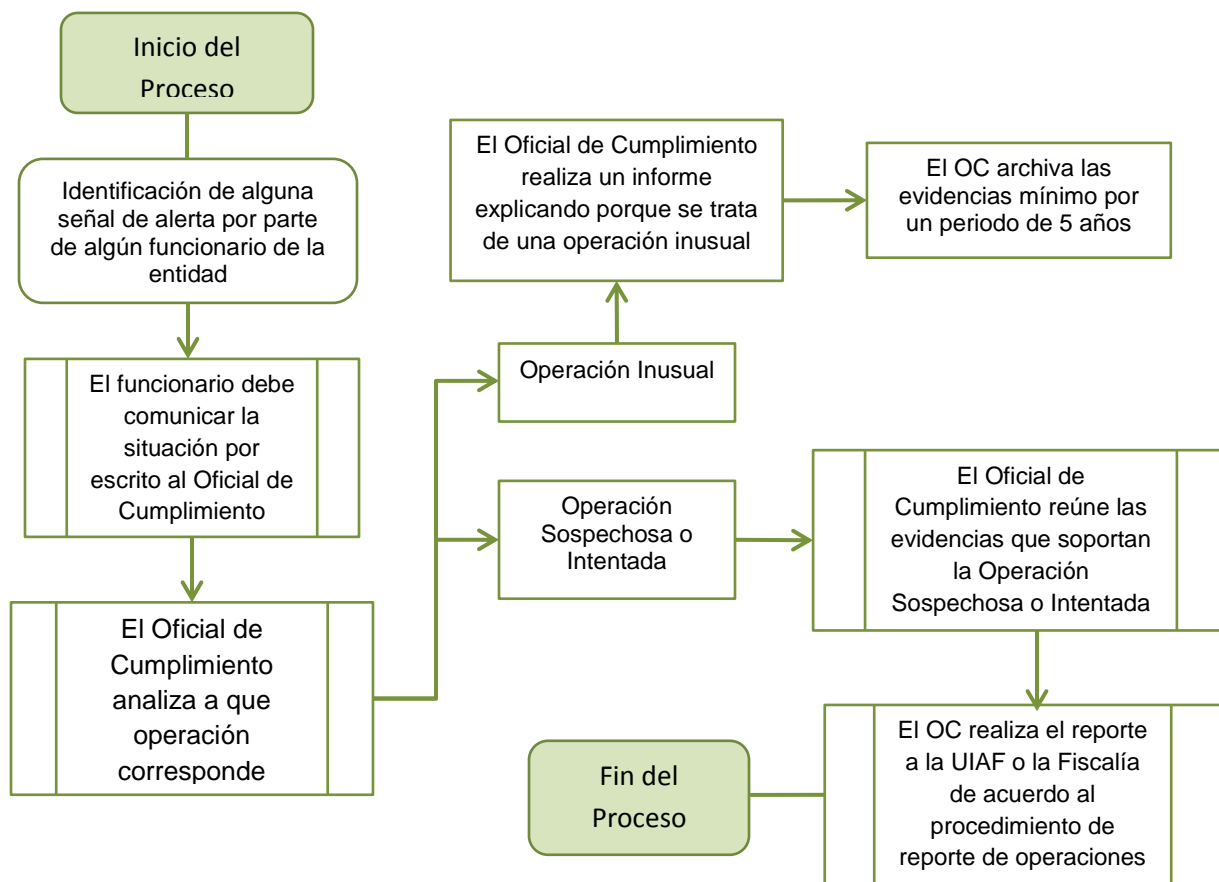 Inicio del
Proceso
Identificación de alguna
señal de alerta por parte
de algún funcionario de la
entidad
El funcionario debe
comunicar la
situación por
escrito al Oficial de
Cumplimiento
El Oficial de
Cumplimiento
analiza a que
operación
corresponde
Operación Inusual
El Oficial de Cumplimiento
realiza un informe
explicando porque se trata
de una operación inusual
El OC archiva las
evidencias mínimo por
un periodo de 5 años
Operación
Sospechosa o
Intentada
El Oficial de
Cumplimiento reúne las
evidencias que soportan
la Operación
Sospechosa o Intentada
El OC realiza el reporte
a la UIAF o la Fiscalía
de acuerdo al
procedimiento de
reporte de operaciones
Fin del
Proceso